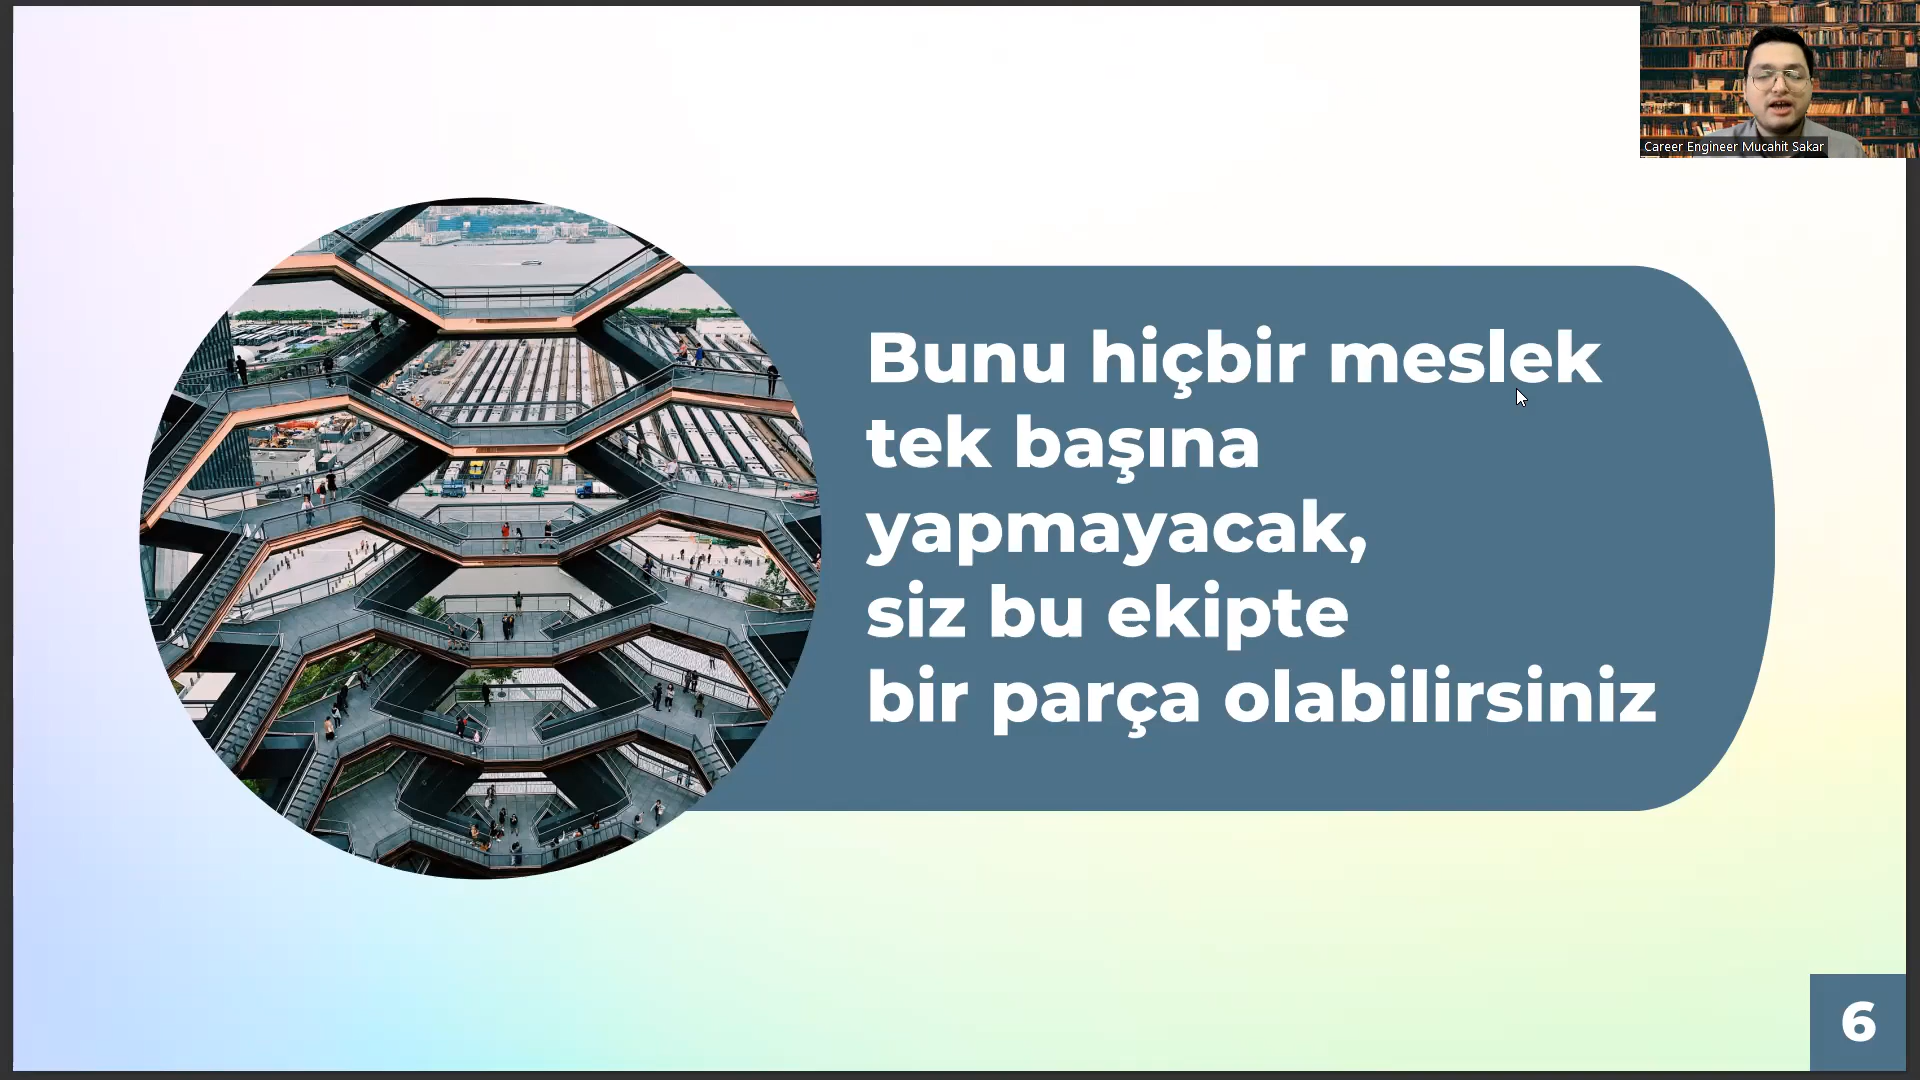 Career Engineer Mucahit Sakar
Bunu hiçbir meslek
tek başına
yapmayacak,
siz bu ekipte
bir parça olabilirsiniz
6